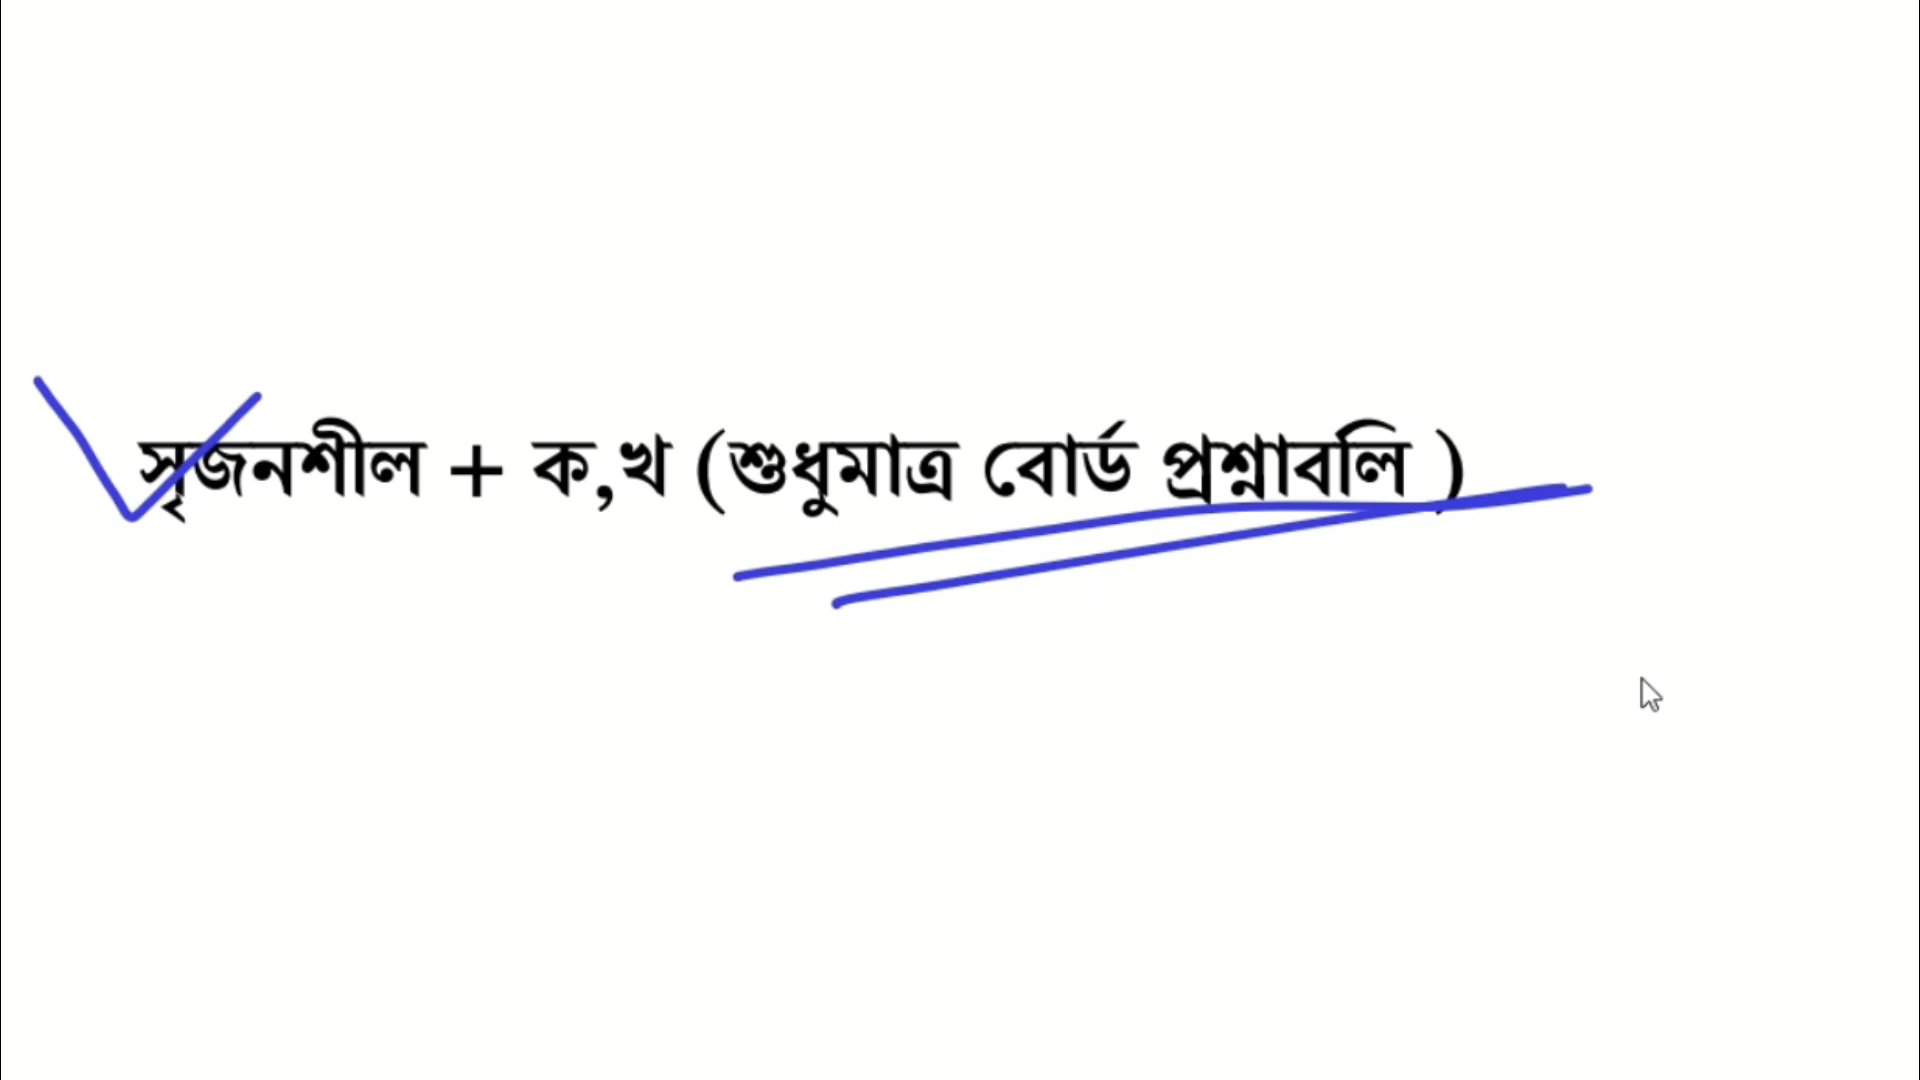 সৃজনশীল + ক,খ (শুধুমাত্র বোর্ড প্রশ্নাবলি )